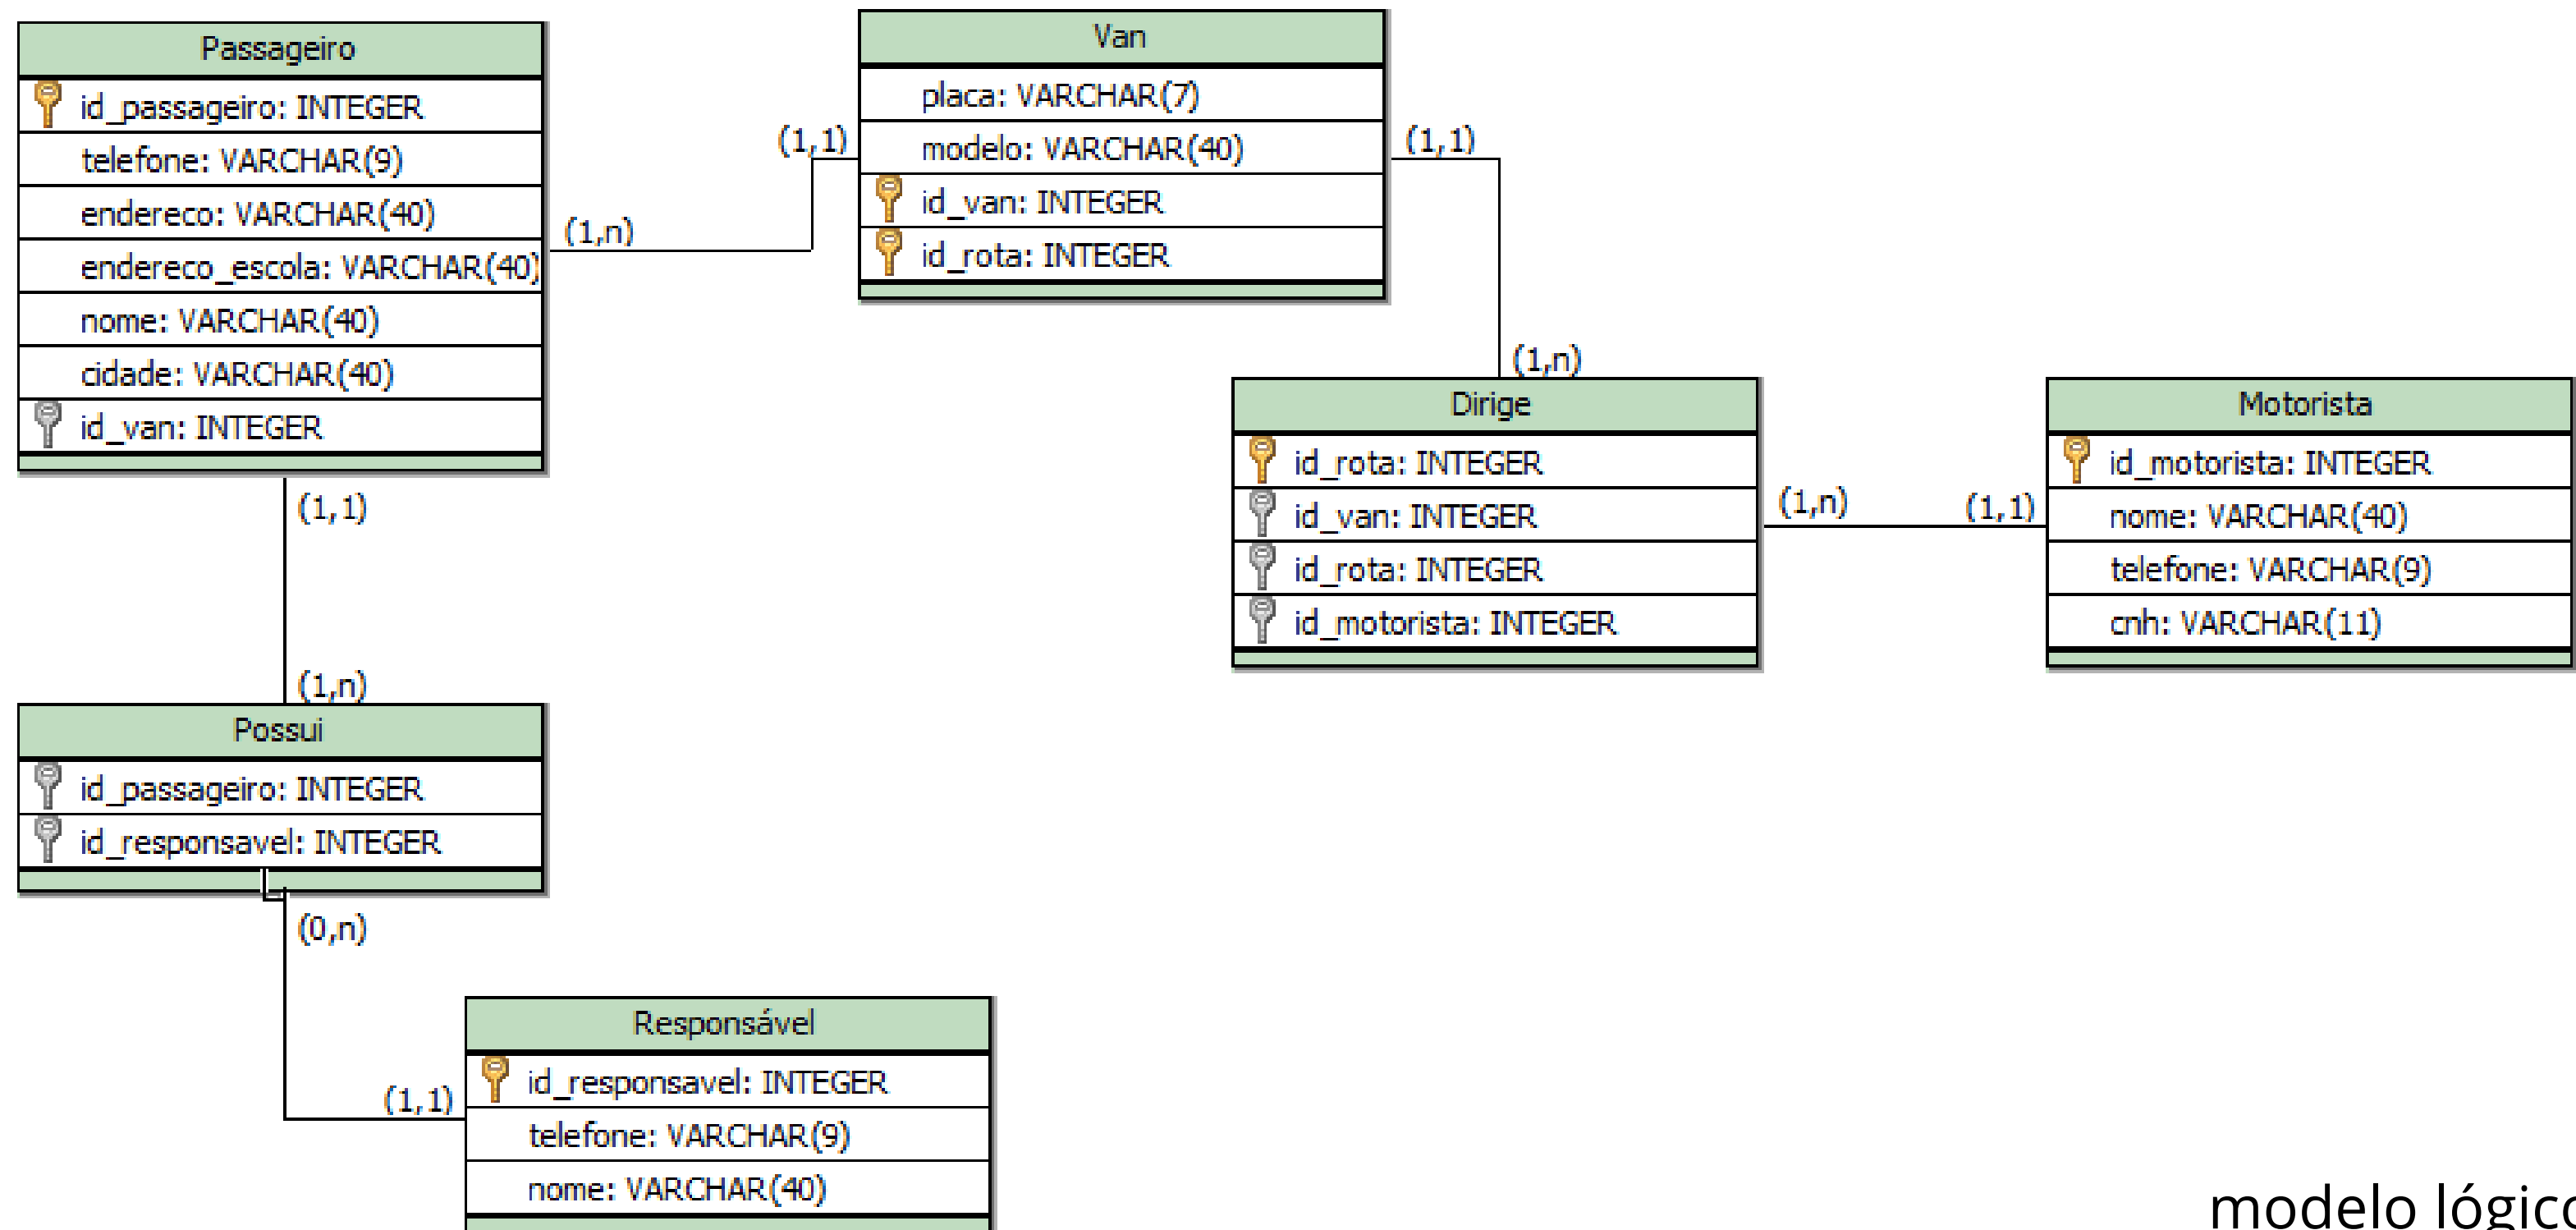 Passageiro
id_passageiro: INTEGER
telefone: VARCHAR(9)
endereco: VARCHAR(40)
endereco_escola: VARCHAR(40)
nome: VARCHAR(40)
cidade: VARCHAR(40)
id_van: INTEGER
(1,n)
(1,1)
Van
placa: VARCHAR(7)
modelo: VARCHAR(40)
id_van: INTEGER
id_rota: INTEGER
(1,1)
(1,n)
Dirige
id_rota: INTEGER
id_van: INTEGER
id_rota: INTEGER
id_motorista: INTEGER
(1,n)
(1,1)
Motorista
id_motorista: INTEGER
nome: VARCHAR(40)
telefone: VARCHAR(9)
cnh: VARCHAR(11)
(1,1)
(1,n)
Possui
id_passageiro: INTEGER
id_responsavel: INTEGER
(0,n)
(1,1)
Responsável
id_responsavel: INTEGER
telefone: VARCHAR(9)
nome: VARCHAR(40)
modelo lógico